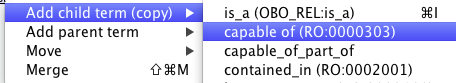 Add child term (copy) ▶
Add parent term ▶
Move ▶
Merge ⇧⌘M
is_a (OBO_REL:is_a) ⌘I
capable of (RO:0000303)
capable_of_part_of
contained_in (RO:0002001)